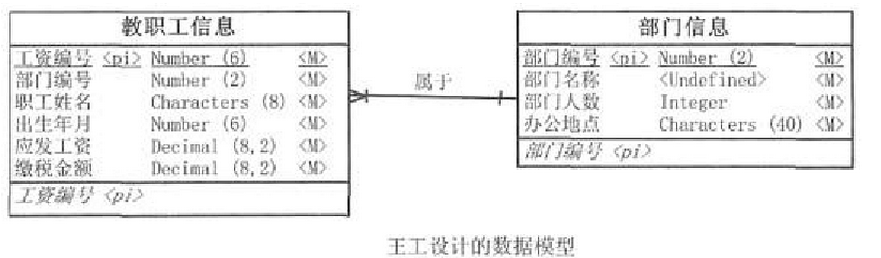 教职工信息
工资编号 <pi> Number (6) <M>
部门编号 Number (2) <M>
职工姓名 Characters (8) <M>
出生年月 Number (6) <M>
应发工资 Decimal (8,2) <M>
缴税金额 Decimal (8,2) <M>
工资编号 <pi>
属于
部门信息
部门编号 <pi> Number (2) <M>
部门名称 <Undefined> <M>
部门人数 Integer <M>
办公地点 Characters (40) <M>
部门编号 <pi>
王工设计的数据模型